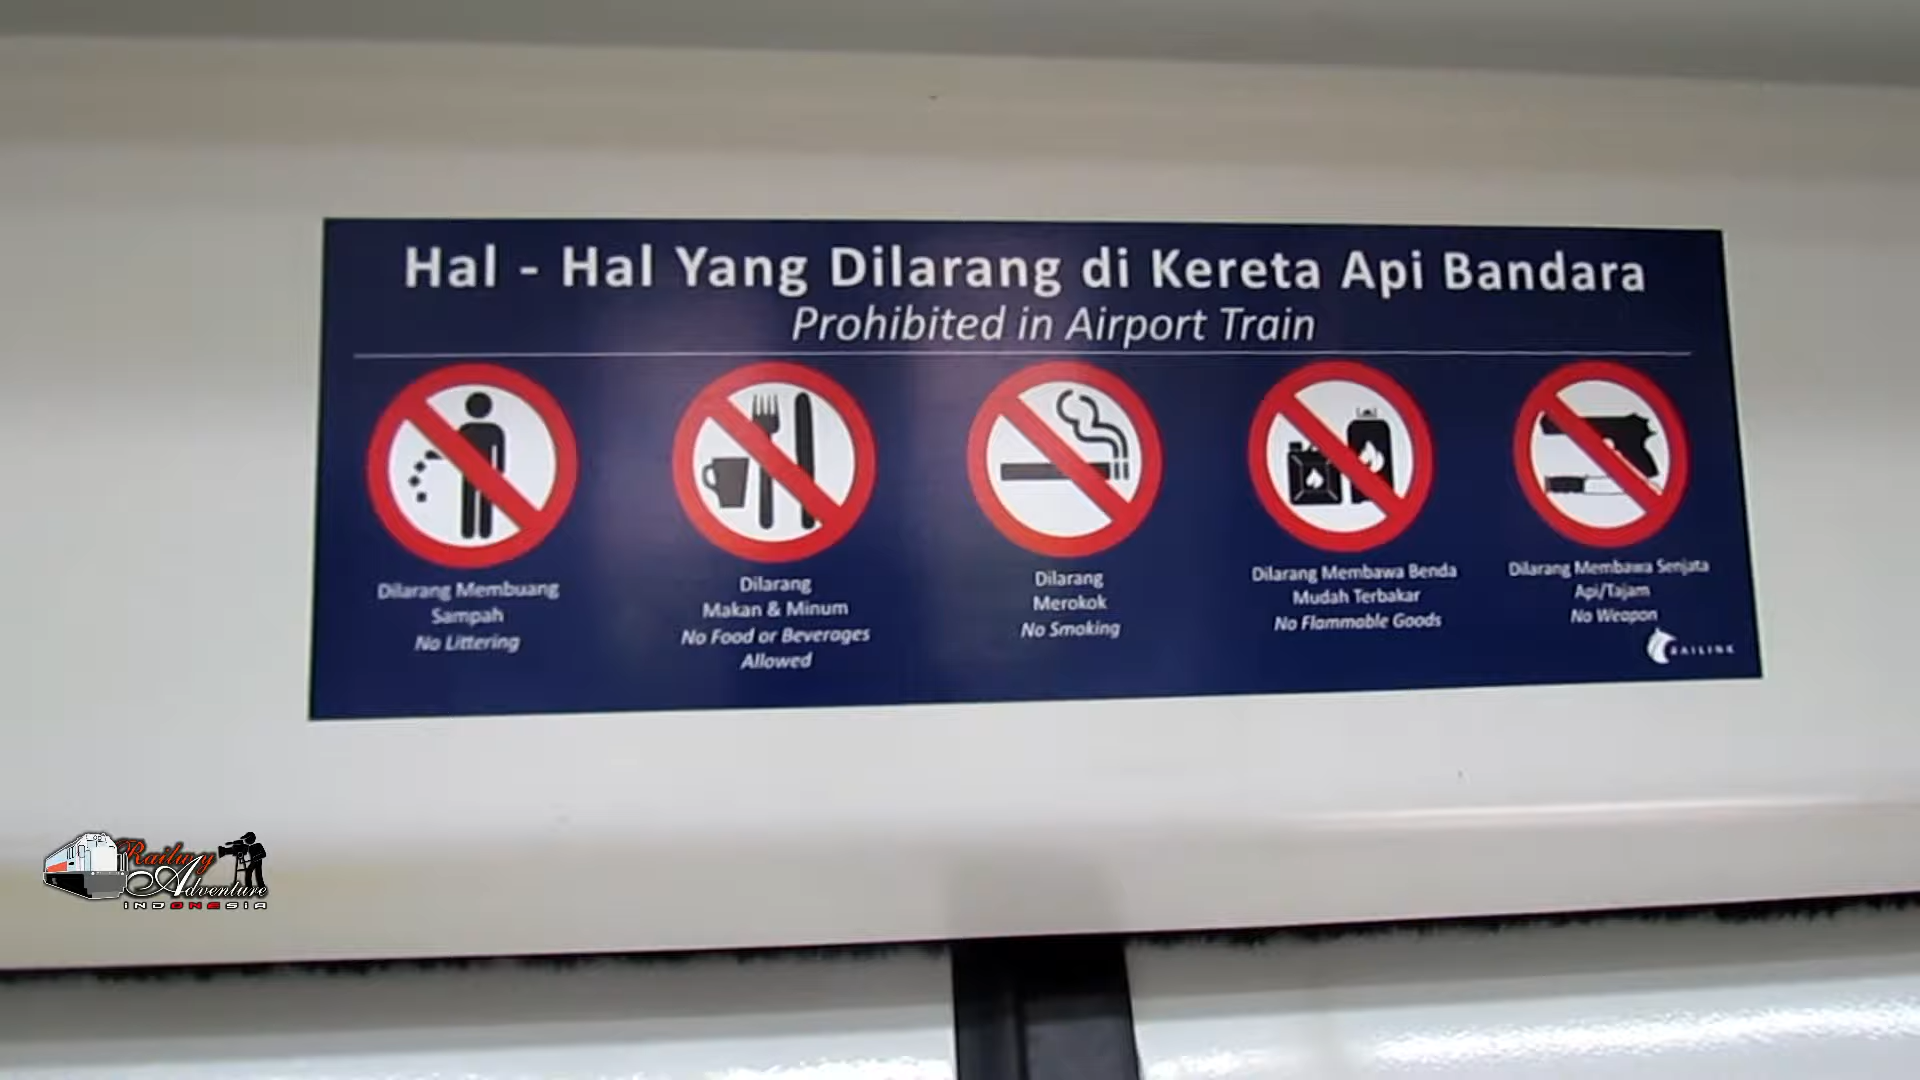 Hal - Hal Yang Dilarang di Kereta Api Bandara
Prohibited in Airport Train
Dilarang Membuang
Sampah
No Littering
Dilarang
Makan & Minum
No Food or Beverages
Allowed
Dilarang
Merokok
No Smoking
Dilarang Membawa Benda
Mudah Terbakar
No Flammable Goods
Dilarang Membawa Senjata
Api/Tajam
No Weapon
RAILINK
Railway
Adventure
INDONESIA